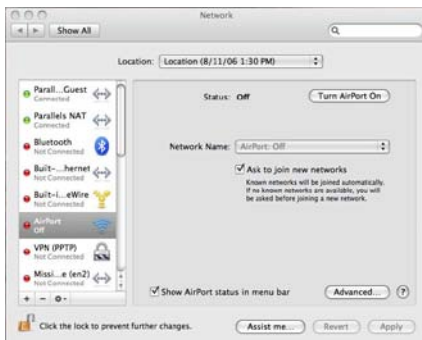 Network
Show All
Location: Location (8/11/06 1:30 PM)
Parall...Guest
Connected
Parallels NAT
Connected
Bluetooth
Not Connected
Built-...hernet
Not Connected
Built-i...eWire
Not Connected
AirPort
Off
VPN (PPTP)
Not Connected
Missi...e (en2)
Not Connected
Status: Off
Turn AirPort On
Network Name: AirPort: Off
Ask to join new networks
Known networks will be joined automatically.
If no known networks are available, you will
be asked before joining a new network.
Show AirPort status in menu bar
Advanced...
?
Click the lock to prevent further changes.
Assist me...
Revert
Apply